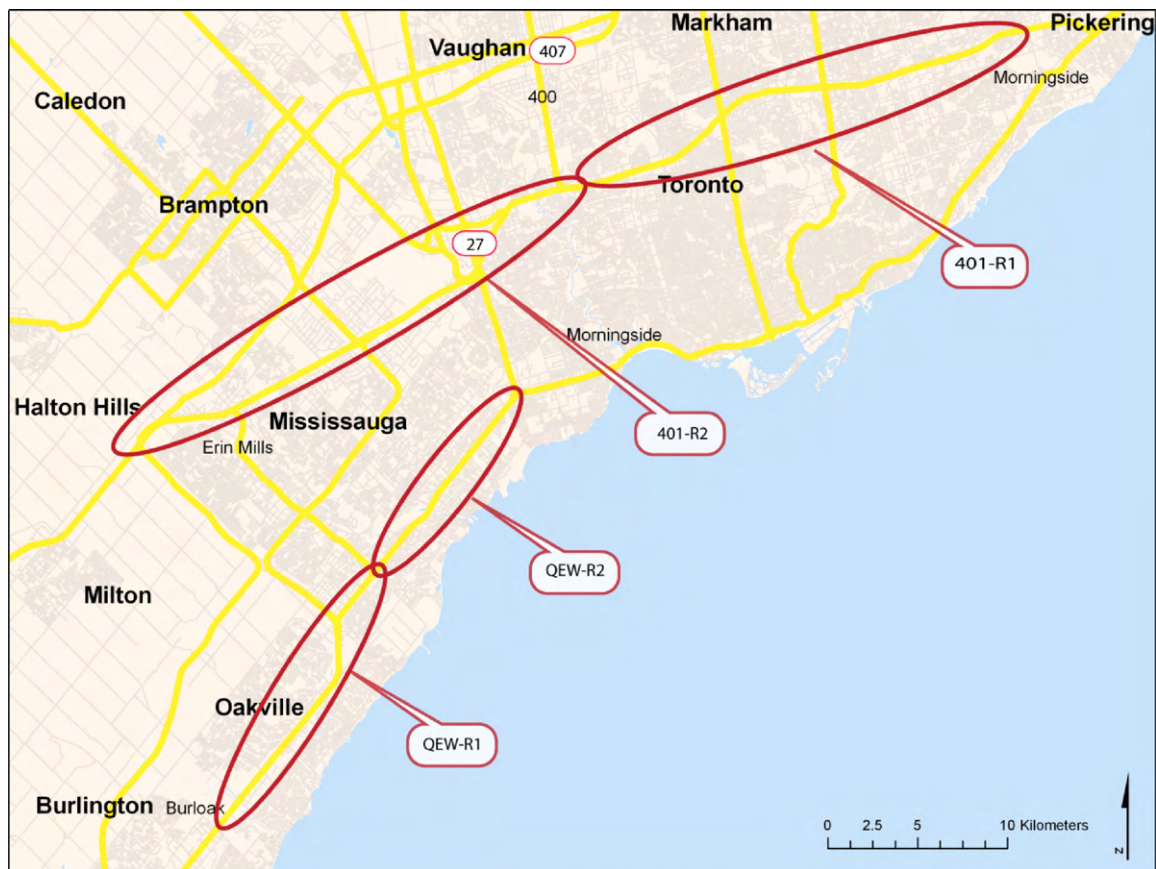 Markham
Pickering
Vaughan
407
Morningside
Caledon
400
Toronto
Brampton
27
401-R1
Morningside
Halton Hills
Mississauga
401-R2
Erin Mills
QEW-R2
Milton
Oakville
QEW-R1
Burlington
Burloak
0 2.5 5 10 Kilometers
N